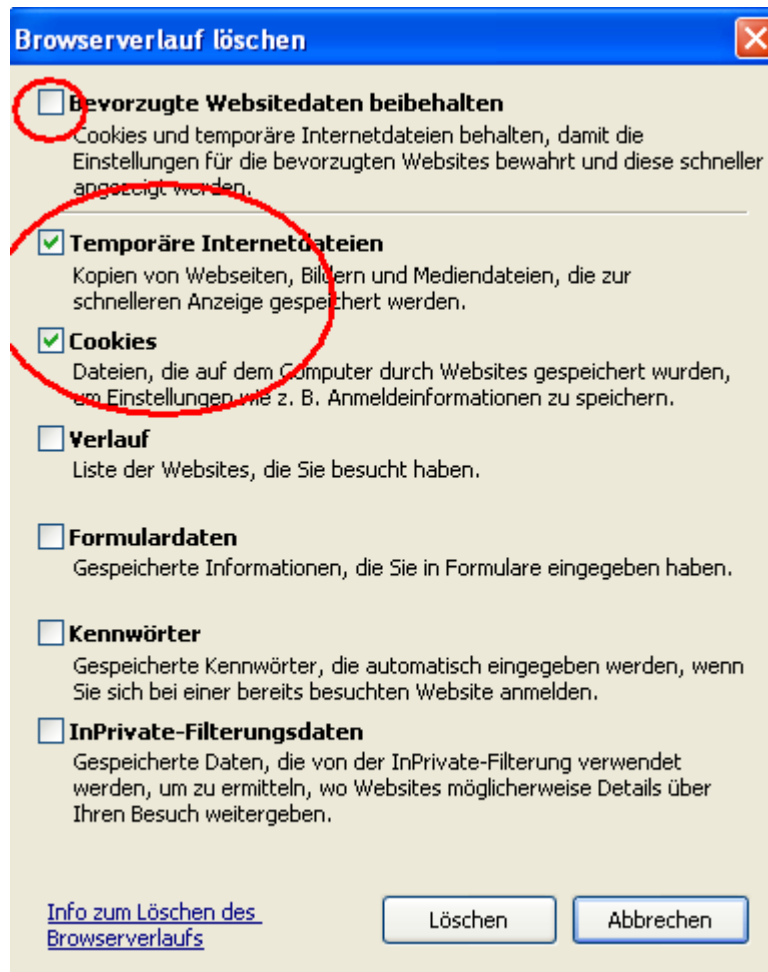 Browserverlauf löschen
Bevorzugte Websitedaten beibehalten
Cookies und temporäre Internetdateien behalten, damit die
Einstellungen für die bevorzugten Websites bewahrt und diese schneller
angezeigt werden.
Temporäre Internetdateien
Kopien von Webseiten, Bildern und Mediendateien, die zur
schnelleren Anzeige gespeichert werden.
Cookies
Dateien, die auf dem Computer durch Websites gespeichert wurden,
um Einstellungen wie z. B. Anmeldeinformationen zu speichern.
Verlauf
Liste der Websites, die Sie besucht haben.
Formulardaten
Gespeicherte Informationen, die Sie in Formulare eingegeben haben.
Kennwörter
Gespeicherte Kennwörter, die automatisch eingegeben werden, wenn
Sie sich bei einer bereits besuchten Website anmelden.
InPrivate-Filterungsdaten
Gespeicherte Daten, die von der InPrivate-Filterung verwendet
werden, um zu ermitteln, wo Websites möglicherweise Details über
Ihren Besuch weitergeben.
Info zum Löschen des
Browserverlaufs
Löschen
Abbrechen